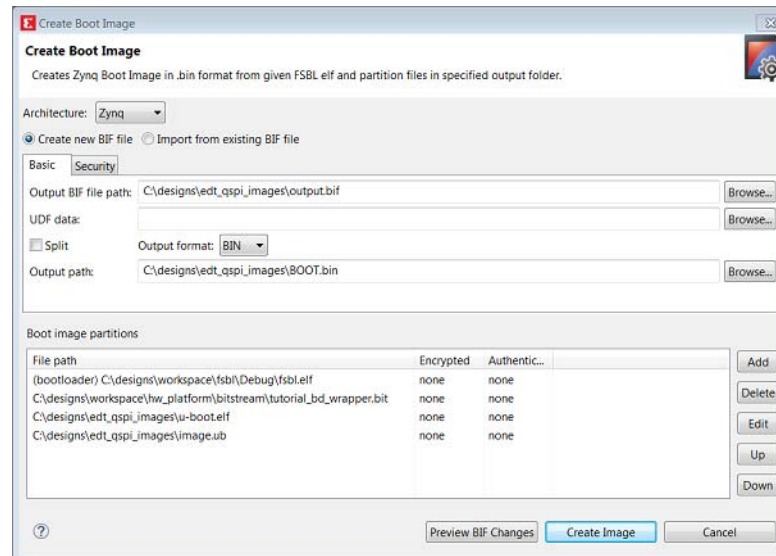 Create Boot Image
Create Boot Image
Creates Zynq Boot Image in .bin format from given FSBL elf and partition files in specified output folder.
Architecture: Zynq
Create new BIF file Import from existing BIF file
Basic Security
Output BIF file path: C:\designs\edt_qspi_images\output.bif Browse...
UDF data: Browse...
Split Output format: BIN
Output path: C:\designs\edt_qspi_images\BOOT.bin Browse...
Boot image partitions
File path Encrypted Authentic...
(bootloader) C:\designs\workspace\fsbl\Debug\fsbl.elf none none
C:\designs\workspace\hw_platform\bitstream\tutorial_bd_wrapper.bit none none
C:\designs\edt_qspi_images\u-boot.elf none none
C:\designs\edt_qspi_images\image.ub none none
Add
Delete
Edit
Up
Down
Preview BIF Changes Create Image Cancel